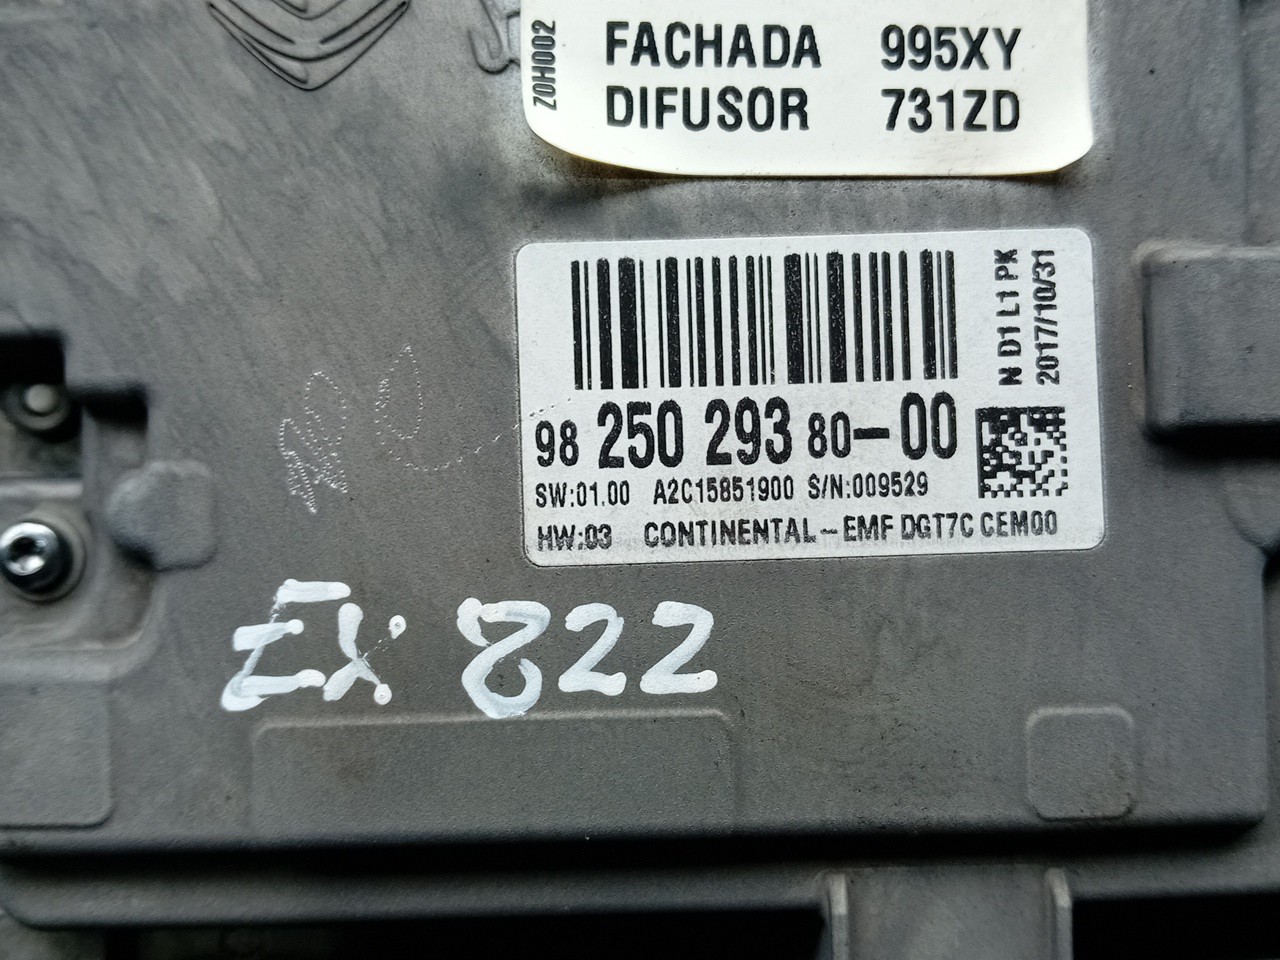 Z0H002
FACHADA 995XY
DIFUSOR 731ZD
N D1 L1 PK
2017/10/31
98 250 293 80-00
SW:01.00 A2C15851900 S/N:009529
HW:03 CONTINENTAL-EMF DGT7C CEM00
EX 822